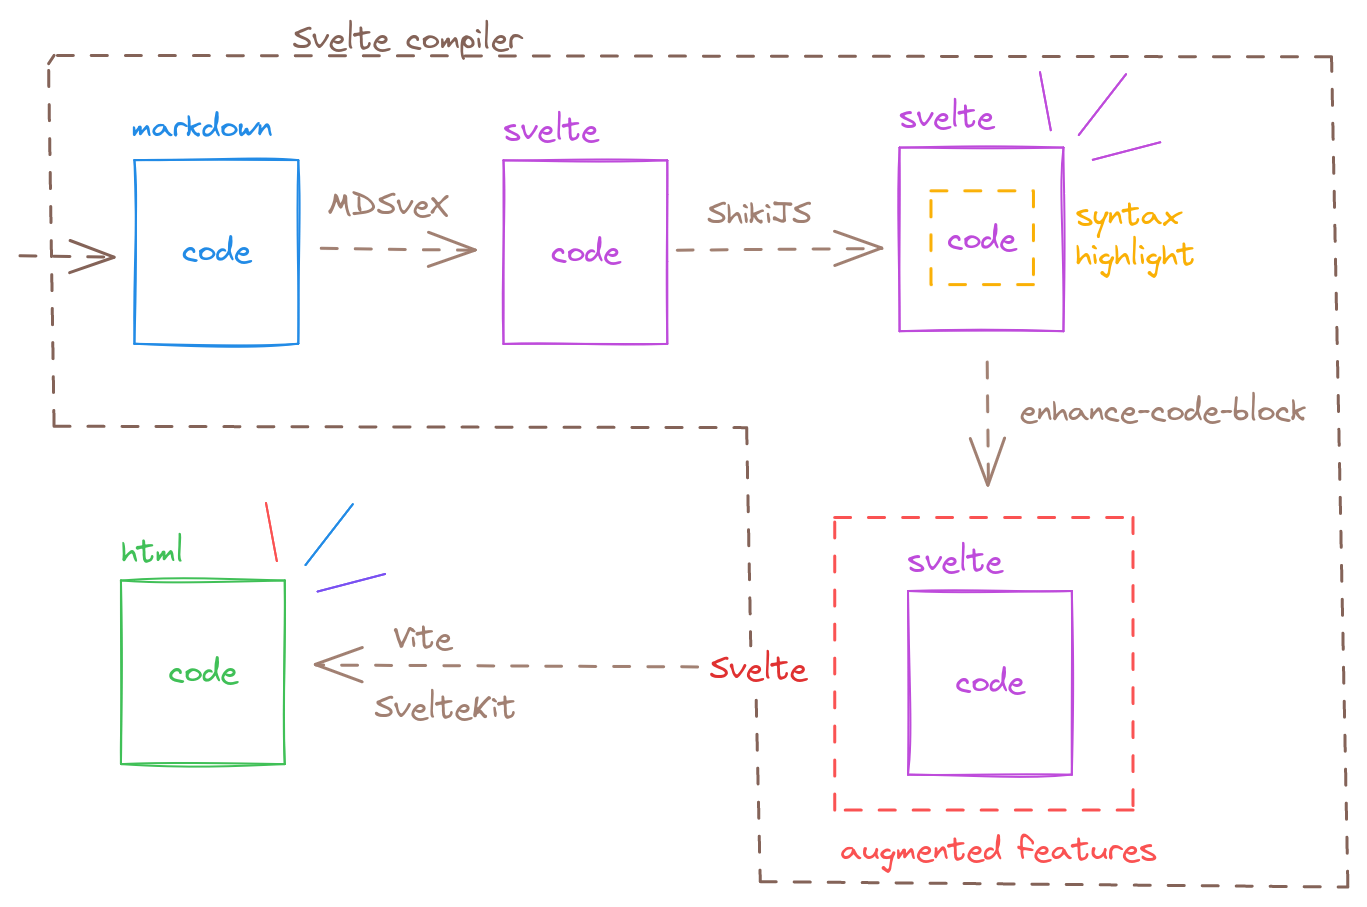 Svelte compiler
markdown
code
MDSveX
svelte
code
ShikiJS
svelte
code
syntax
highlight
enhance-code-block
svelte
code
augmented features
Svelte
Vite
SvelteKit
html
code